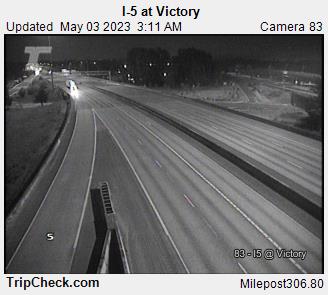 I-5 at Victory
Updated May 03 2023 3:11 AM Camera 83
S
83 - I5 @ Victory
TripCheck.com Milepost306.80